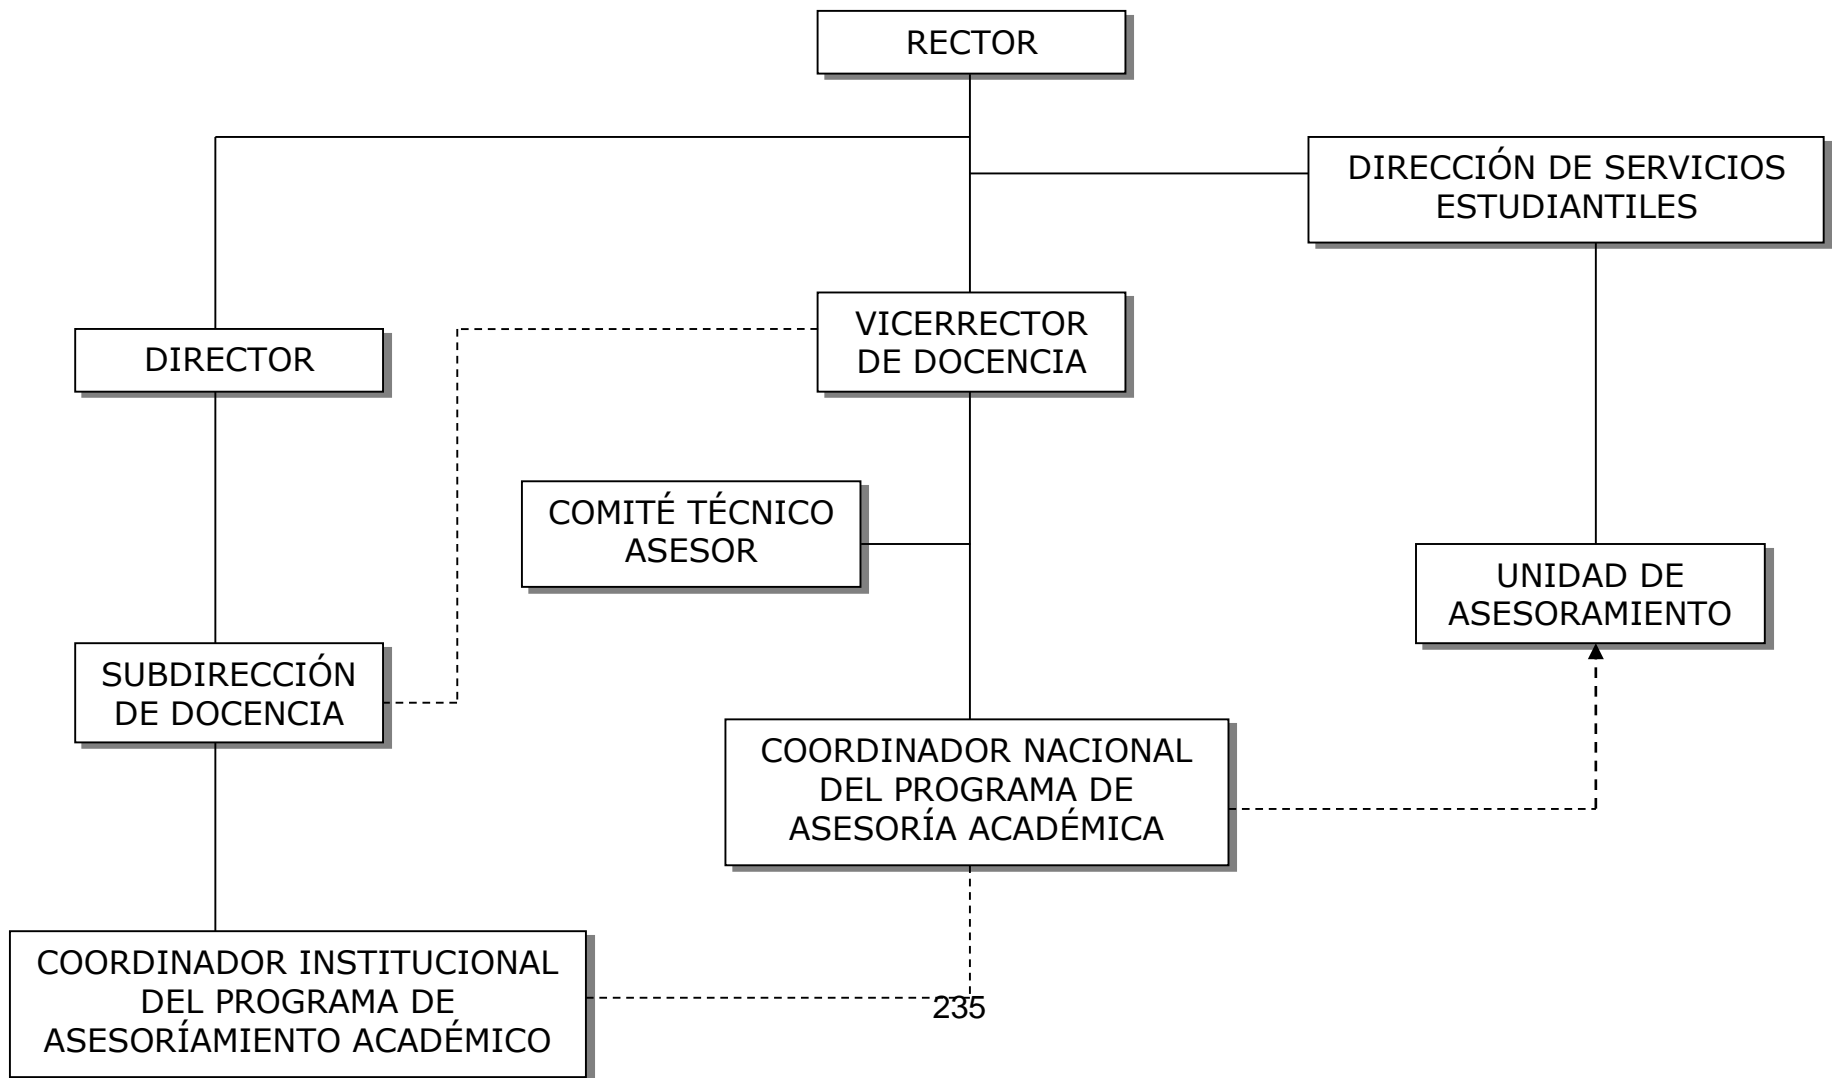 RECTOR
DIRECCIÓN DE SERVICIOS
ESTUDIANTILES
VICERRECTOR
DE DOCENCIA
DIRECTOR
COMITÉ TÉCNICO
ASESOR
UNIDAD DE
ASESORAMIENTO
SUBDIRECCIÓN
DE DOCENCIA
COORDINADOR NACIONAL
DEL PROGRAMA DE
ASESORÍA ACADÉMICA
COORDINADOR INSTITUCIONAL
DEL PROGRAMA DE
ASESORÍAMIENTO ACADÉMICO
235